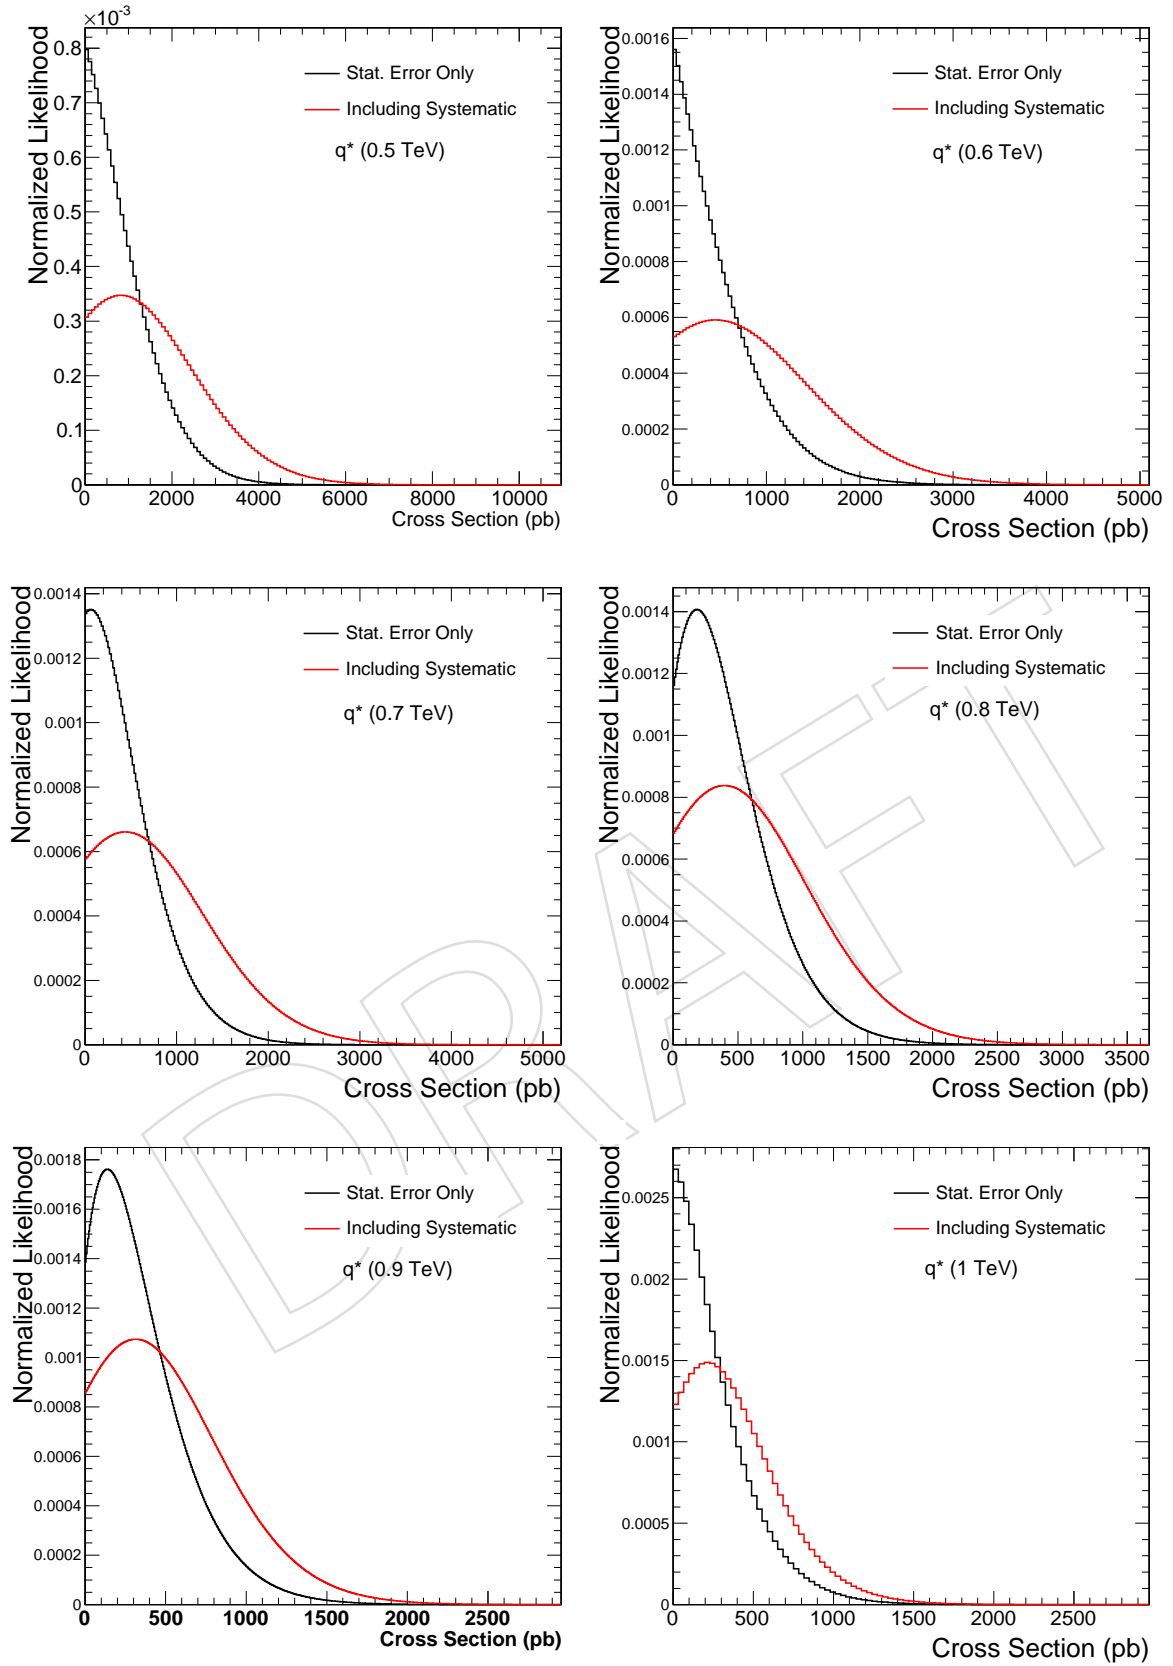 ×10⁻³
Normalized Likelihood
0.8
0.7
0.6
0.5
0.4
0.3
0.2
0.1
0
Stat. Error Only
Including Systematic
q* (0.5 TeV)
0 2000 4000 6000 8000 10000
Cross Section (pb)
Normalized Likelihood
0.0016
0.0014
0.0012
0.001
0.0008
0.0006
0.0004
0.0002
0
Stat. Error Only
Including Systematic
q* (0.6 TeV)
0 1000 2000 3000 4000 5000
Cross Section (pb)
Normalized Likelihood
0.0014
0.0012
0.001
0.0008
0.0006
0.0004
0.0002
0
Stat. Error Only
Including Systematic
q* (0.7 TeV)
0 1000 2000 3000 4000 5000
Cross Section (pb)
Normalized Likelihood
0.0014
0.0012
0.001
0.0008
0.0006
0.0004
0.0002
0
Stat. Error Only
Including Systematic
q* (0.8 TeV)
0 500 1000 1500 2000 2500 3000 3500
Cross Section (pb)
Normalized Likelihood
0.0018
0.0016
0.0014
0.0012
0.001
0.0008
0.0006
0.0004
0.0002
0
Stat. Error Only
Including Systematic
q* (0.9 TeV)
0 500 1000 1500 2000 2500
Cross Section (pb)
Normalized Likelihood
0.0025
0.002
0.0015
0.001
0.0005
0
Stat. Error Only
Including Systematic
q* (1 TeV)
0 500 1000 1500 2000 2500
Cross Section (pb)
DRAFT